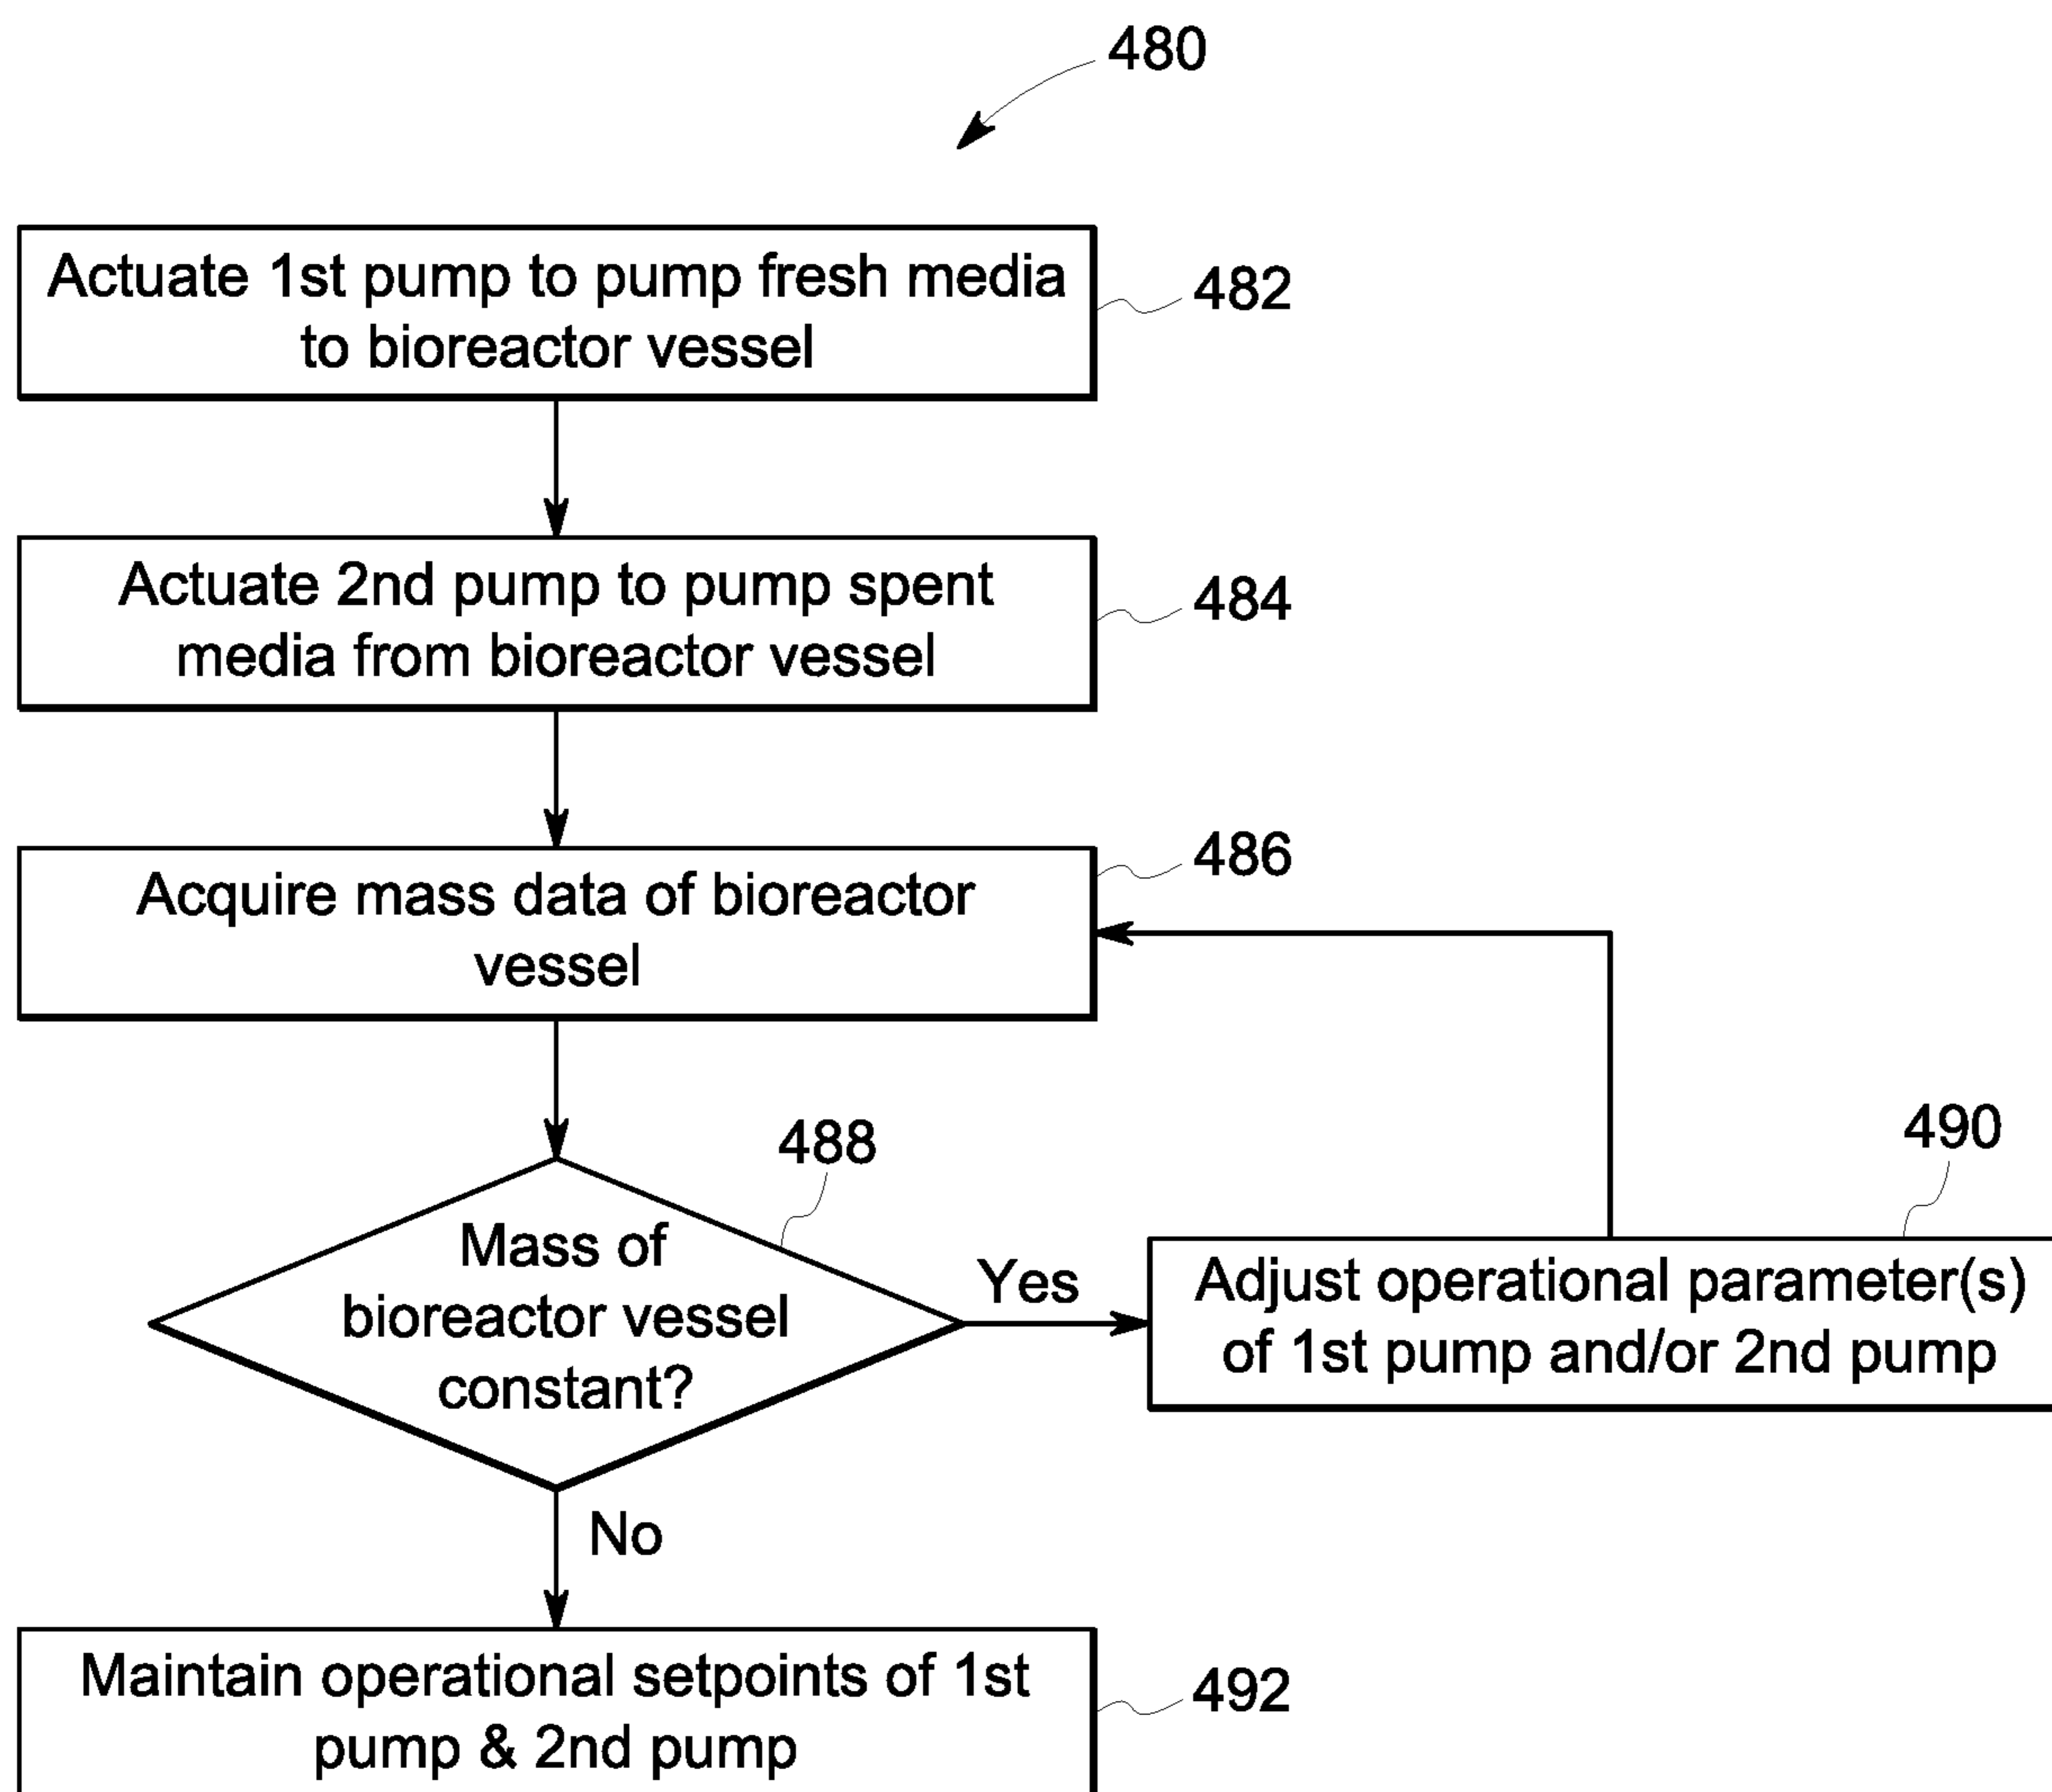 480
Actuate 1st pump to pump fresh media
to bioreactor vessel
482
Actuate 2nd pump to pump spent
media from bioreactor vessel
484
Acquire mass data of bioreactor
vessel
486
Mass of
bioreactor vessel
constant?
488
Yes
Adjust operational parameter(s)
of 1st pump and/or 2nd pump
490
No
Maintain operational setpoints of 1st
pump & 2nd pump
492